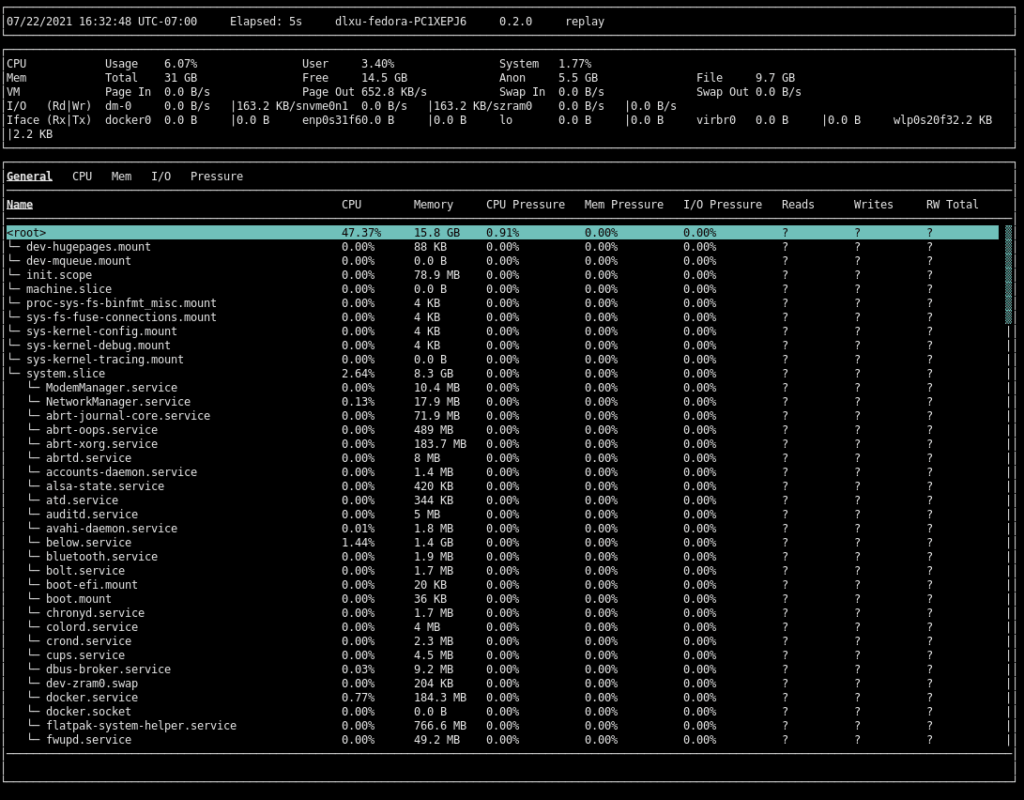 07/22/2021 16:32:48 UTC-07:00     Elapsed: 5s     dlxu-fedora-PC1XEPJ6     0.2.0     replay
CPU            Usage    6.07%                User     3.40%                System   1.77%
Mem            Total    31 GB                Free     14.5 GB              Anon     5.5 GB               File     9.7 GB
VM             Page In  0.0 B/s              Page Out 652.8 KB/s           Swap In  0.0 B/s              Swap Out 0.0 B/s
I/O   (Rd|Wr)  dm-0     0.0 B/s   |163.2 KB/snvme0n1  0.0 B/s   |163.2 KB/szram0    0.0 B/s   |0.0 B/s
Iface (Rx|Tx)  docker0  0.0 B     |0.0 B     enp0s31f60.0 B     |0.0 B     lo       0.0 B     |0.0 B     virbr0   0.0 B     |0.0 B     wlp0s20f32.2 KB
|2.2 KB
General   CPU   Mem   I/O   Pressure
Name   CPU   Memory   CPU Pressure   Mem Pressure   I/O Pressure   Reads   Writes   RW Total
<root>   47.37%   15.8 GB   0.91%   0.00%   0.00%   ?   ?   ?
└─ dev-hugepages.mount   0.00%   88 KB   0.00%   0.00%   0.00%   ?   ?   ?
└─ dev-mqueue.mount   0.00%   0.0 B   0.00%   0.00%   0.00%   ?   ?   ?
└─ init.scope   0.00%   78.9 MB   0.00%   0.00%   0.00%   ?   ?   ?
└─ machine.slice   0.00%   0.0 B   0.00%   0.00%   0.00%   ?   ?   ?
└─ proc-sys-fs-binfmt_misc.mount   0.00%   4 KB   0.00%   0.00%   0.00%   ?   ?   ?
└─ sys-fs-fuse-connections.mount   0.00%   4 KB   0.00%   0.00%   0.00%   ?   ?   ?
└─ sys-kernel-config.mount   0.00%   4 KB   0.00%   0.00%   0.00%   ?   ?   ?
└─ sys-kernel-debug.mount   0.00%   4 KB   0.00%   0.00%   0.00%   ?   ?   ?
└─ sys-kernel-tracing.mount   0.00%   0.0 B   0.00%   0.00%   0.00%   ?   ?   ?
└─ system.slice   2.64%   8.3 GB   0.00%   0.00%   0.00%   ?   ?   ?
   └─ ModemManager.service   0.00%   10.4 MB   0.00%   0.00%   0.00%   ?   ?   ?
   └─ NetworkManager.service   0.13%   17.9 MB   0.00%   0.00%   0.00%   ?   ?   ?
   └─ abrt-journal-core.service   0.00%   71.9 MB   0.00%   0.00%   0.00%   ?   ?   ?
   └─ abrt-oops.service   0.00%   489 MB   0.00%   0.00%   0.00%   ?   ?   ?
   └─ abrt-xorg.service   0.00%   183.7 MB   0.00%   0.00%   0.00%   ?   ?   ?
   └─ abrtd.service   0.00%   8 MB   0.00%   0.00%   0.00%   ?   ?   ?
   └─ accounts-daemon.service   0.00%   1.4 MB   0.00%   0.00%   0.00%   ?   ?   ?
   └─ alsa-state.service   0.00%   420 KB   0.00%   0.00%   0.00%   ?   ?   ?
   └─ atd.service   0.00%   344 KB   0.00%   0.00%   0.00%   ?   ?   ?
   └─ auditd.service   0.00%   5 MB   0.00%   0.00%   0.00%   ?   ?   ?
   └─ avahi-daemon.service   0.01%   1.8 MB   0.00%   0.00%   0.00%   ?   ?   ?
   └─ below.service   1.44%   1.4 GB   0.00%   0.00%   0.00%   ?   ?   ?
   └─ bluetooth.service   0.00%   1.9 MB   0.00%   0.00%   0.00%   ?   ?   ?
   └─ bolt.service   0.00%   1.7 MB   0.00%   0.00%   0.00%   ?   ?   ?
   └─ boot-efi.mount   0.00%   20 KB   0.00%   0.00%   0.00%   ?   ?   ?
   └─ boot.mount   0.00%   36 KB   0.00%   0.00%   0.00%   ?   ?   ?
   └─ chronyd.service   0.00%   1.7 MB   0.00%   0.00%   0.00%   ?   ?   ?
   └─ colord.service   0.00%   4 MB   0.00%   0.00%   0.00%   ?   ?   ?
   └─ crond.service   0.00%   2.3 MB   0.00%   0.00%   0.00%   ?   ?   ?
   └─ cups.service   0.00%   4.5 MB   0.00%   0.00%   0.00%   ?   ?   ?
   └─ dbus-broker.service   0.03%   9.2 MB   0.00%   0.00%   0.00%   ?   ?   ?
   └─ dev-zram0.swap   0.00%   204 KB   0.00%   0.00%   0.00%   ?   ?   ?
   └─ docker.service   0.77%   184.3 MB   0.00%   0.00%   0.00%   ?   ?   ?
   └─ docker.socket   0.00%   0.0 B   0.00%   0.00%   0.00%   ?   ?   ?
   └─ flatpak-system-helper.service   0.00%   766.6 MB   0.00%   0.00%   0.00%   ?   ?   ?
   └─ fwupd.service   0.00%   49.2 MB   0.00%   0.00%   0.00%   ?   ?   ?